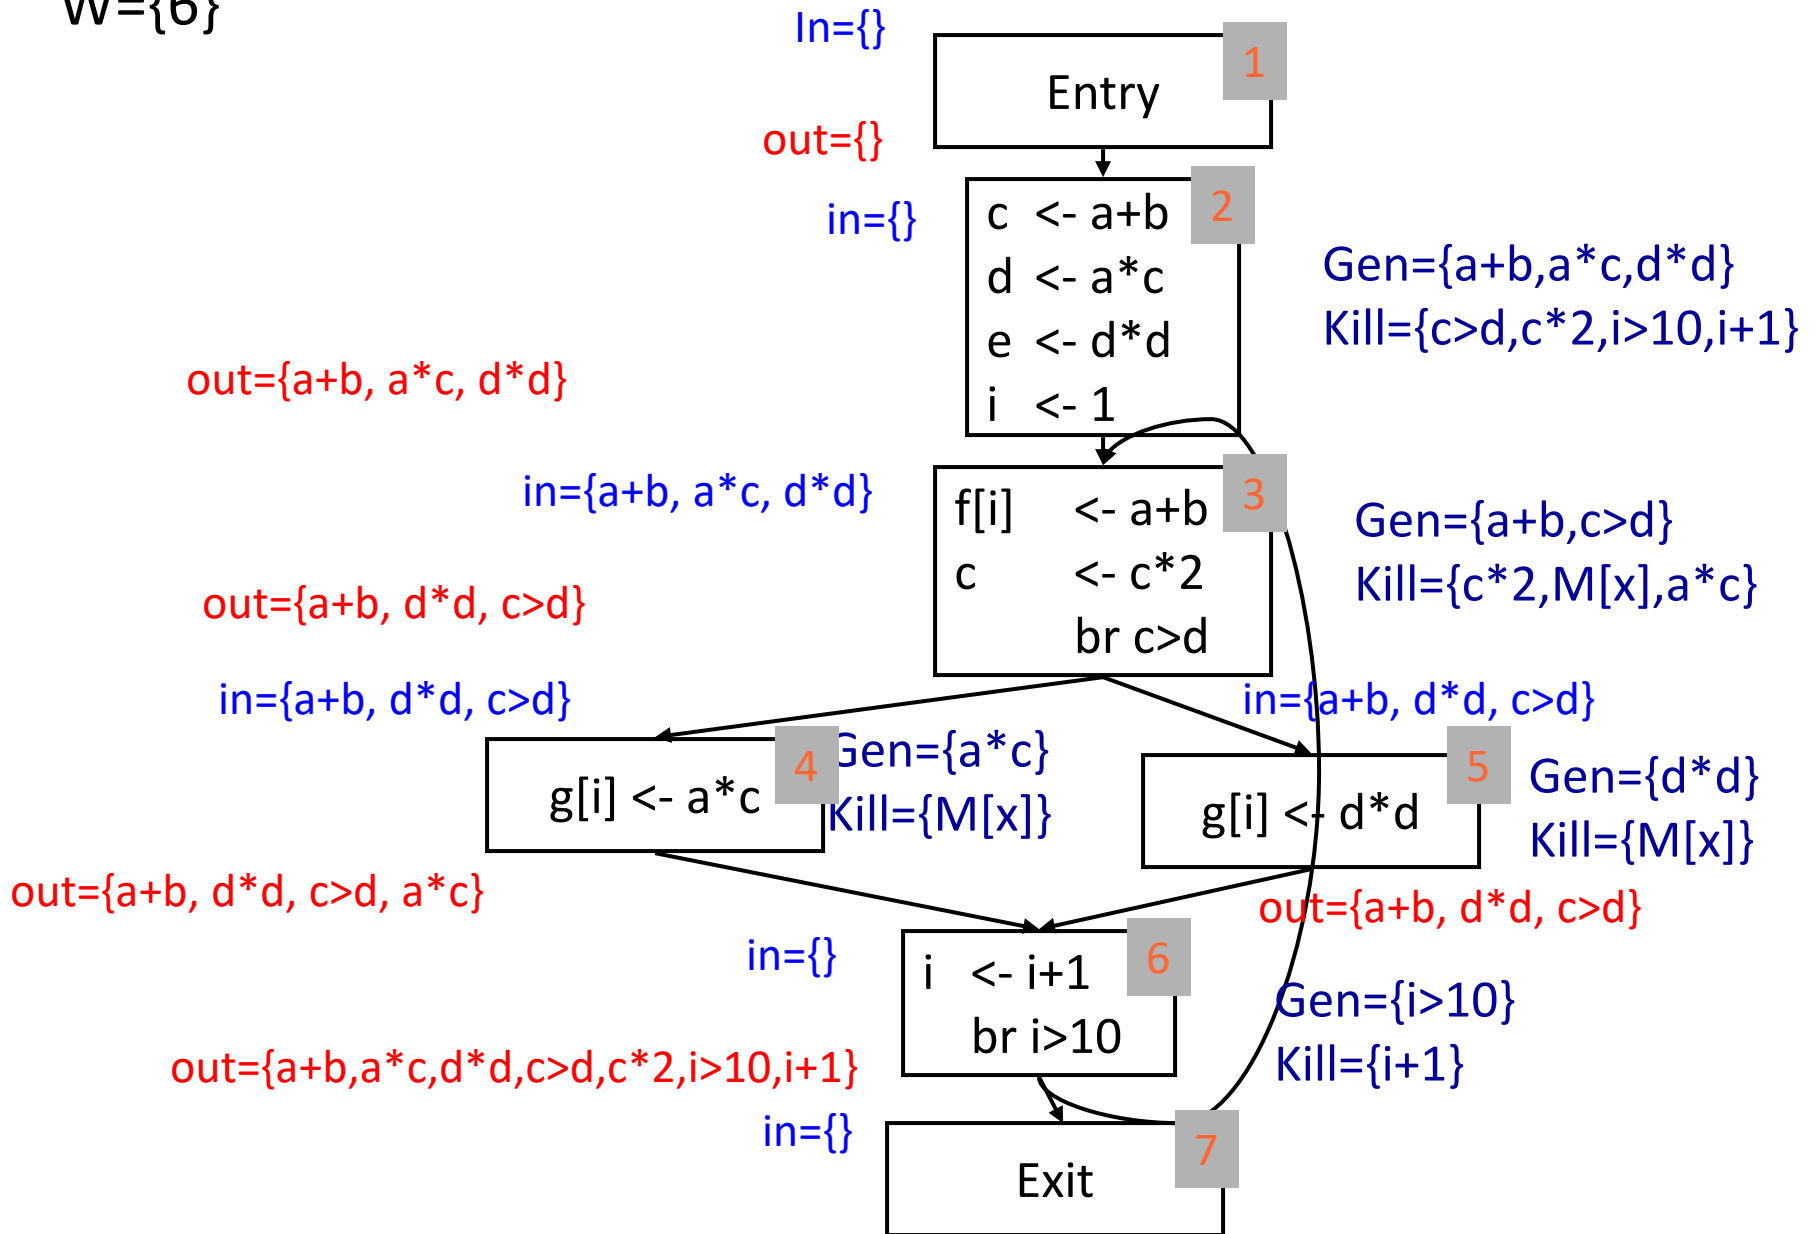 W={6}
In={}
1
Entry
out={}
2
in={}
c <- a+b
d <- a*c
e <- d*d
i <- 1
Gen={a+b,a*c,d*d}
Kill={c>d,c*2,i>10,i+1}
out={a+b, a*c, d*d}
in={a+b, a*c, d*d}
3
f[i] <- a+b
c <- c*2
br c>d
Gen={a+b,c>d}
Kill={c*2,M[x],a*c}
out={a+b, d*d, c>d}
in={a+b, d*d, c>d}
in={a+b, d*d, c>d}
4
g[i] <- a*c
Gen={a*c}
Kill={M[x]}
5
g[i] <- d*d
Gen={d*d}
Kill={M[x]}
out={a+b, d*d, c>d, a*c}
out={a+b, d*d, c>d}
in={}
6
i <- i+1
br i>10
Gen={i>10}
Kill={i+1}
out={a+b,a*c,d*d,c>d,c*2,i>10,i+1}
in={}
7
Exit